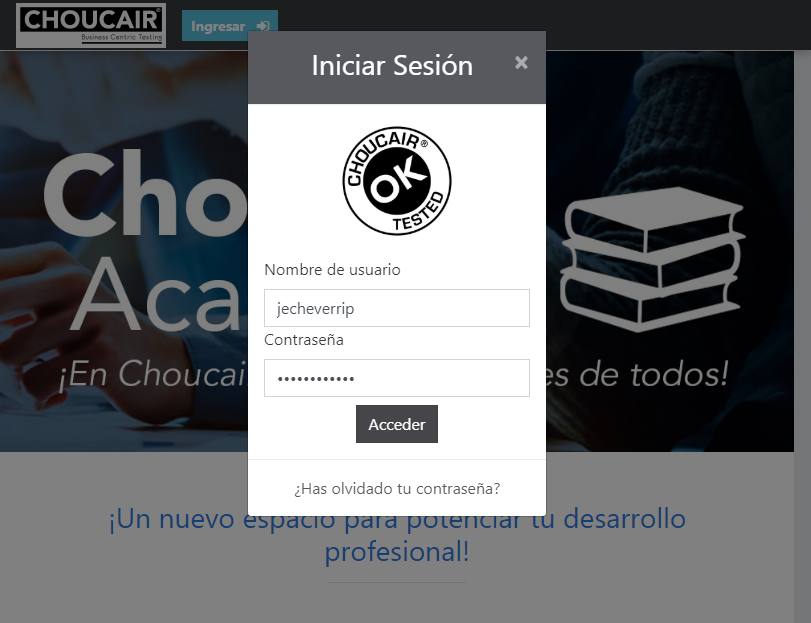 CHOUCAIR®
Business Centric Testing
Ingresar
Iniciar Sesión
×
CHOUCAIR®
OK
TESTED
Cho
Aca
¡En Choucai
es de todos!
Nombre de usuario
jecheverrip
Contraseña
••••••••••••
Acceder
¿Has olvidado tu contraseña?
¡Un nuevo espacio para potenciar tu desarrollo
profesional!